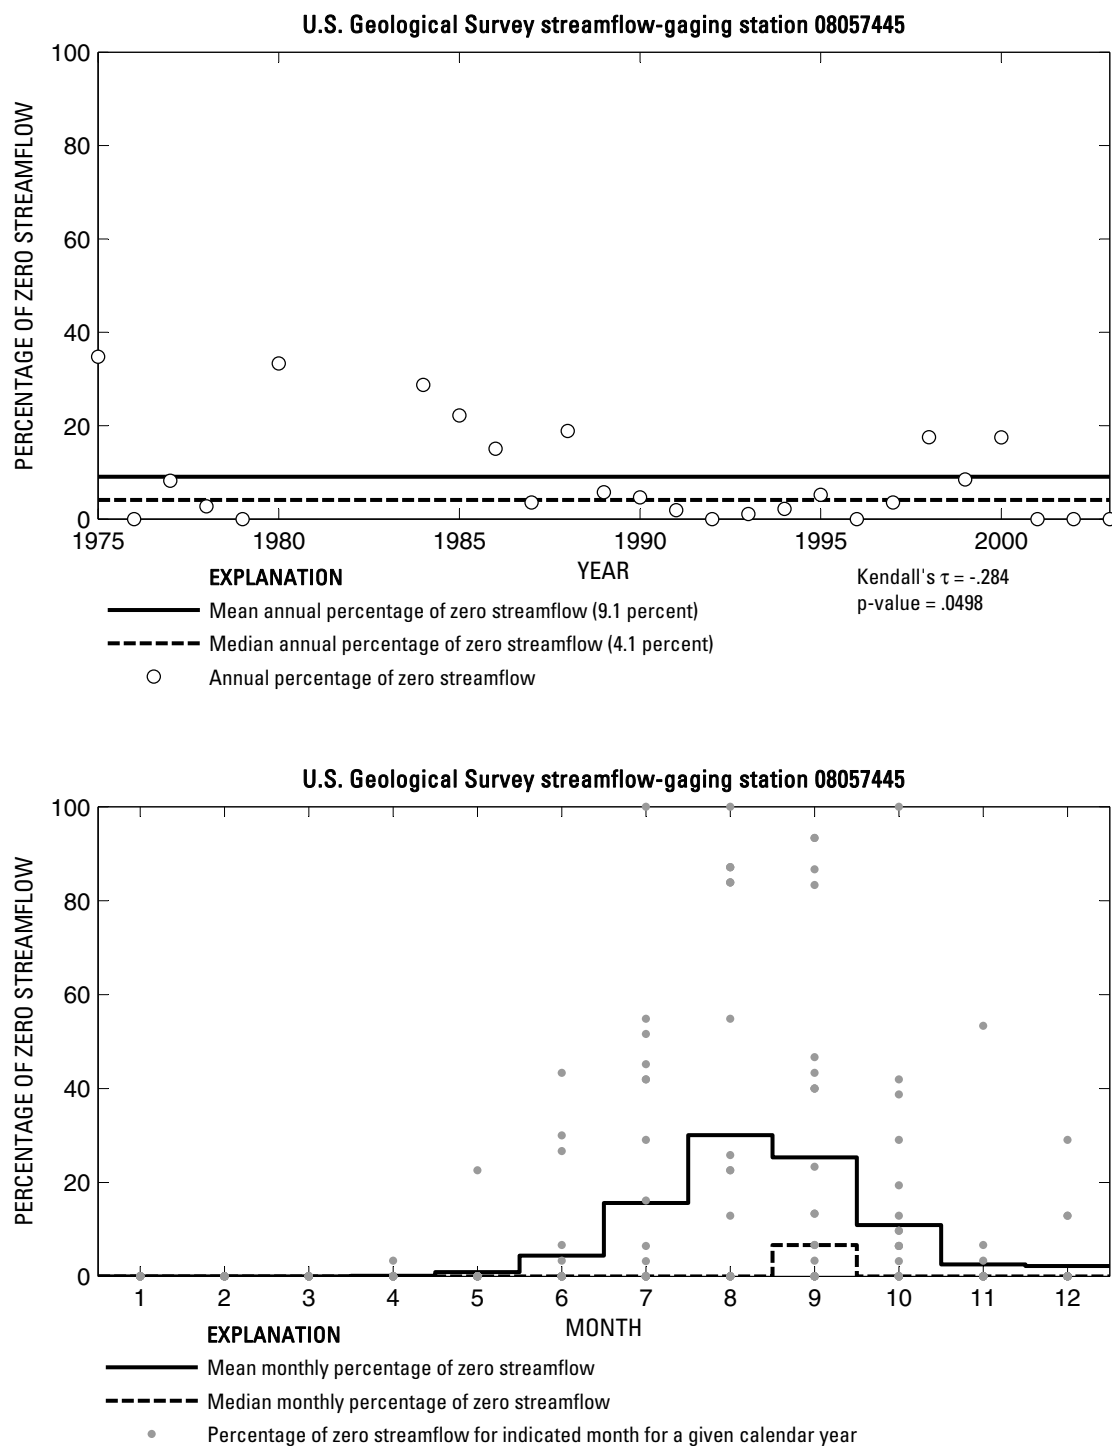 U.S. Geological Survey streamflow-gaging station 08057445
PERCENTAGE OF ZERO STREAMFLOW
100
80
60
40
20
0
1975 1980 1985 1990 1995 2000
YEAR
Kendall's τ = -.284
p-value = .0498
EXPLANATION
Mean annual percentage of zero streamflow (9.1 percent)
Median annual percentage of zero streamflow (4.1 percent)
Annual percentage of zero streamflow
U.S. Geological Survey streamflow-gaging station 08057445
PERCENTAGE OF ZERO STREAMFLOW
100
80
60
40
20
0
1 2 3 4 5 6 7 8 9 10 11 12
MONTH
EXPLANATION
Mean monthly percentage of zero streamflow
Median monthly percentage of zero streamflow
Percentage of zero streamflow for indicated month for a given calendar year